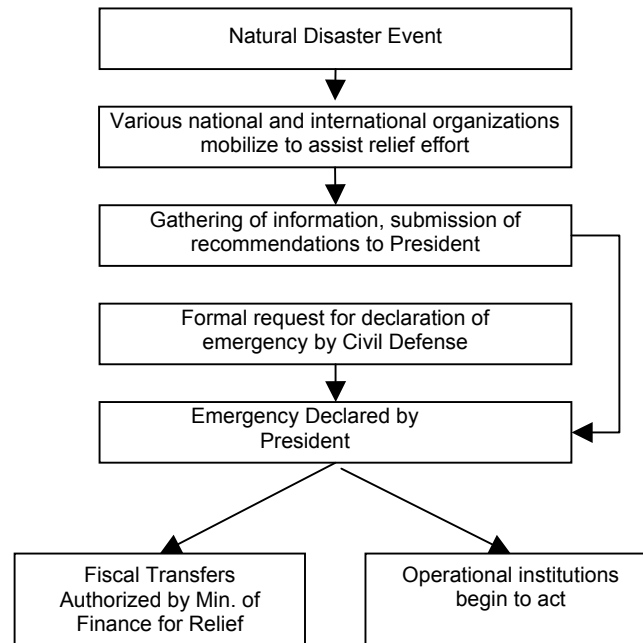 Natural Disaster Event
Various national and international organizations
mobilize to assist relief effort
Gathering of information, submission of
recommendations to President
Formal request for declaration of
emergency by Civil Defense
Emergency Declared by
President
Fiscal Transfers
Authorized by Min. of
Finance for Relief
Operational institutions
begin to act